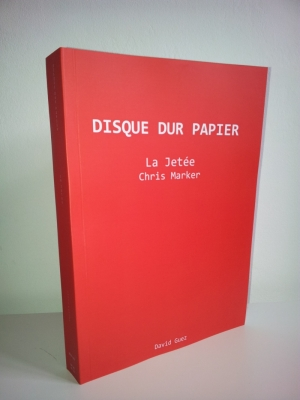 DISQUE DUR PAPIER
La Jetée
Chris Marker
David Guez